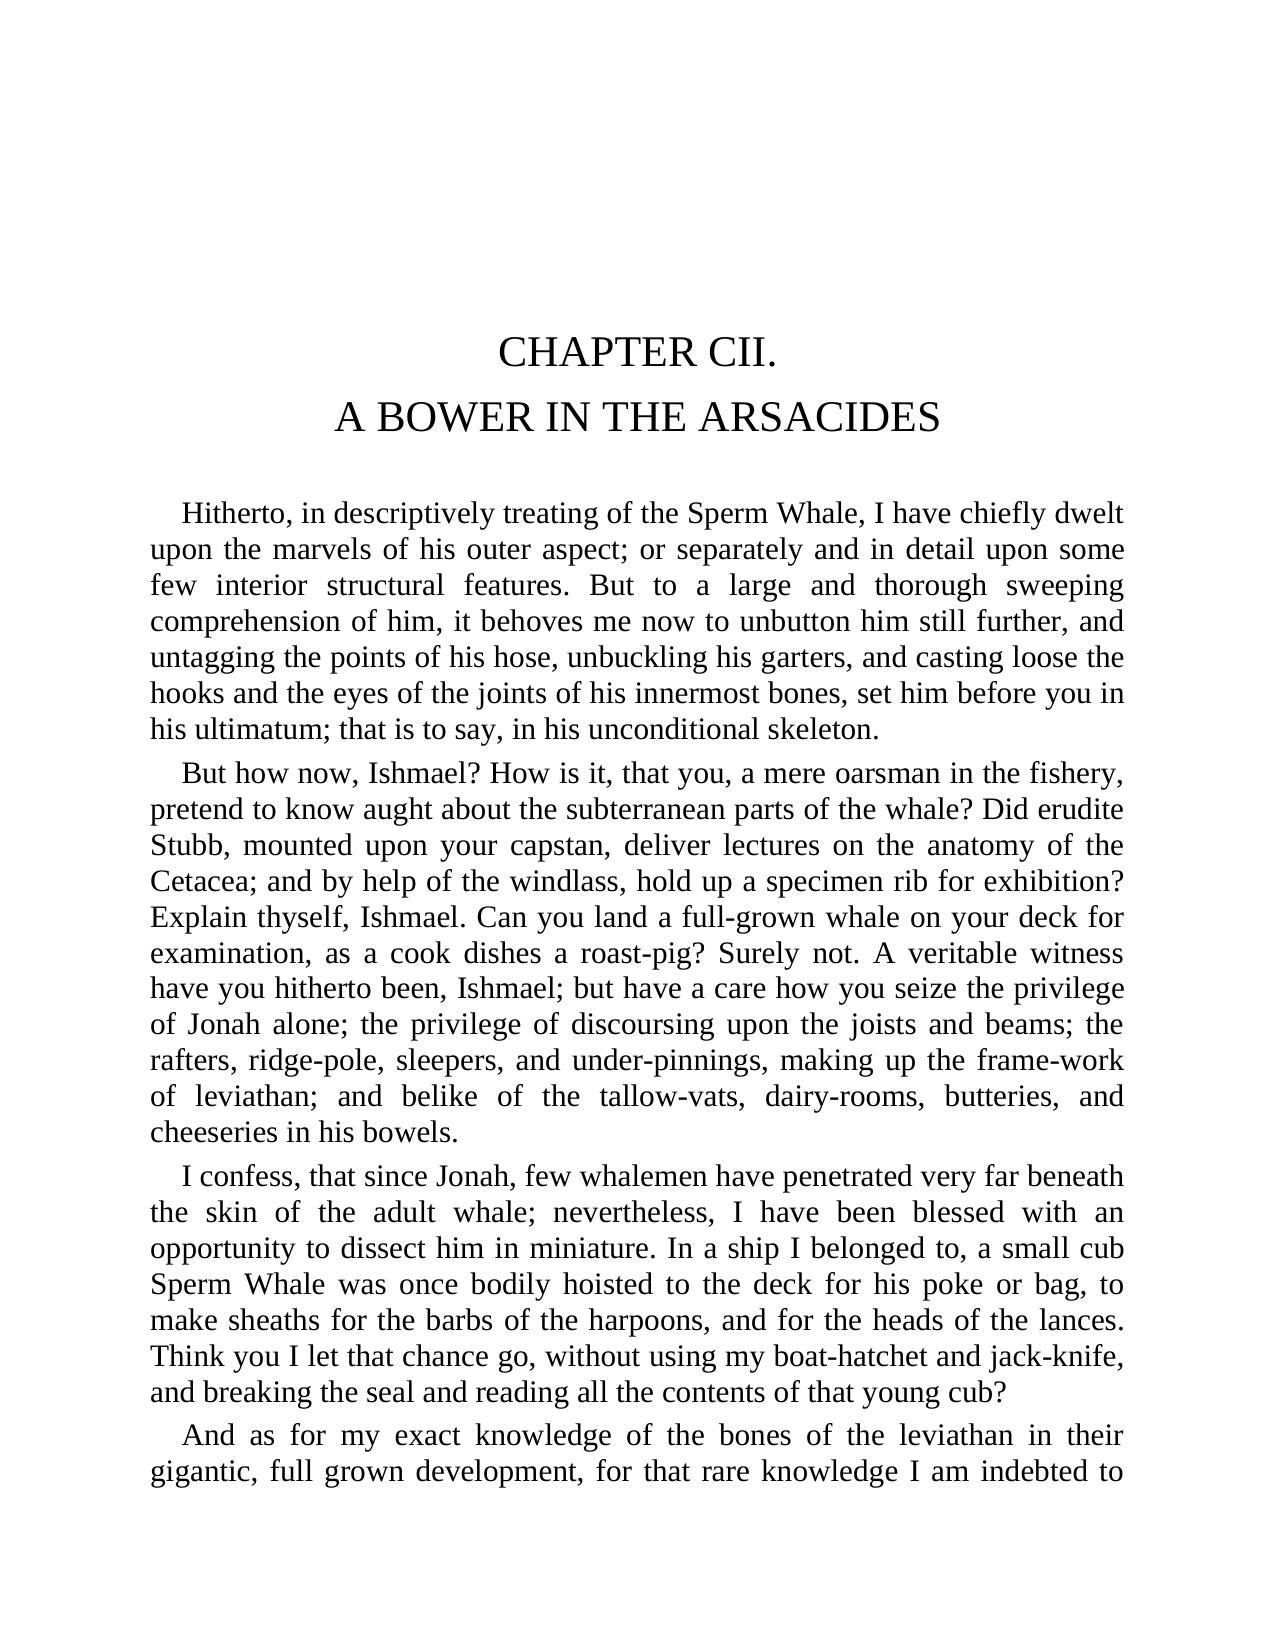 CHAPTER CII.
A BOWER IN THE ARSACIDES
Hitherto, in descriptively treating of the Sperm Whale, I have chiefly dwelt
upon the marvels of his outer aspect; or separately and in detail upon some
few interior structural features. But to a large and thorough sweeping
comprehension of him, it behoves me now to unbutton him still further, and
untagging the points of his hose, unbuckling his garters, and casting loose the
hooks and the eyes of the joints of his innermost bones, set him before you in
his ultimatum; that is to say, in his unconditional skeleton.
But how now, Ishmael? How is it, that you, a mere oarsman in the fishery,
pretend to know aught about the subterranean parts of the whale? Did erudite
Stubb, mounted upon your capstan, deliver lectures on the anatomy of the
Cetacea; and by help of the windlass, hold up a specimen rib for exhibition?
Explain thyself, Ishmael. Can you land a full-grown whale on your deck for
examination, as a cook dishes a roast-pig? Surely not. A veritable witness
have you hitherto been, Ishmael; but have a care how you seize the privilege
of Jonah alone; the privilege of discoursing upon the joists and beams; the
rafters, ridge-pole, sleepers, and under-pinnings, making up the frame-work
of leviathan; and belike of the tallow-vats, dairy-rooms, butteries, and
cheeseries in his bowels.
I confess, that since Jonah, few whalemen have penetrated very far beneath
the skin of the adult whale; nevertheless, I have been blessed with an
opportunity to dissect him in miniature. In a ship I belonged to, a small cub
Sperm Whale was once bodily hoisted to the deck for his poke or bag, to
make sheaths for the barbs of the harpoons, and for the heads of the lances.
Think you I let that chance go, without using my boat-hatchet and jack-knife,
and breaking the seal and reading all the contents of that young cub?
And as for my exact knowledge of the bones of the leviathan in their
gigantic, full grown development, for that rare knowledge I am indebted to